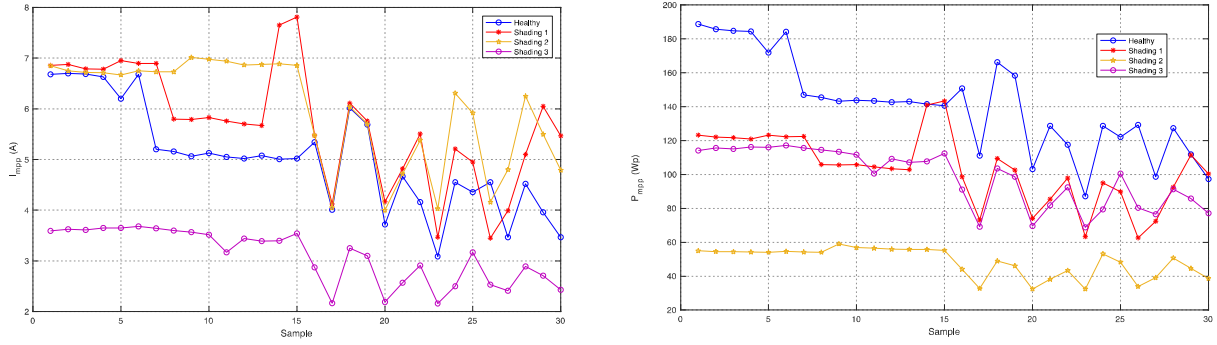 8
7
6
5
4
3
2
I_mpp (A)
0 5 10 15 20 25 30
Sample
Healthy
Shading 1
Shading 2
Shading 3
200
180
160
140
120
100
80
60
40
20
P_mpp (Wp)
0 5 10 15 20 25 30
Sample
Healthy
Shading 1
Shading 2
Shading 3